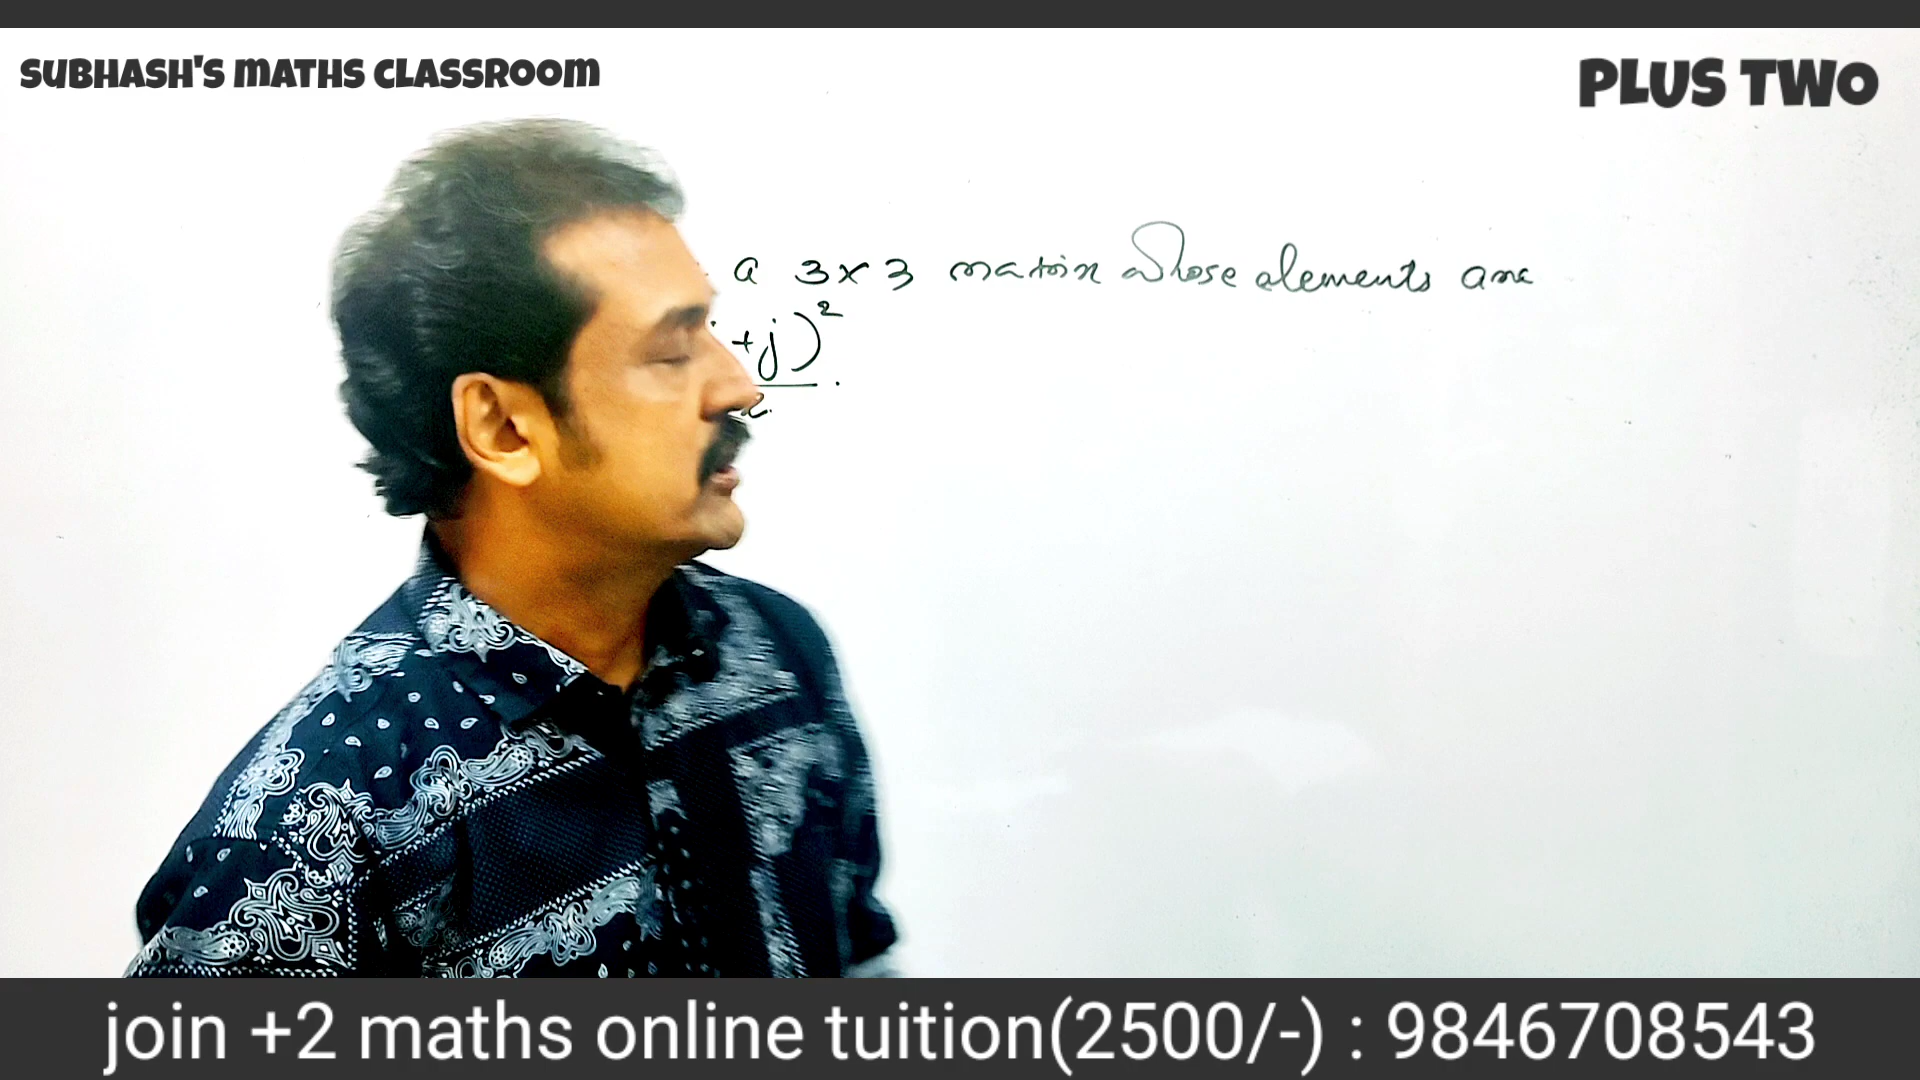 SUBHASH'S MATHS CLASSROOM
PLUS TWO
a 3×3 matrix whose elements are
+j)²
2.
join +2 maths online tuition(2500/-) : 9846708543